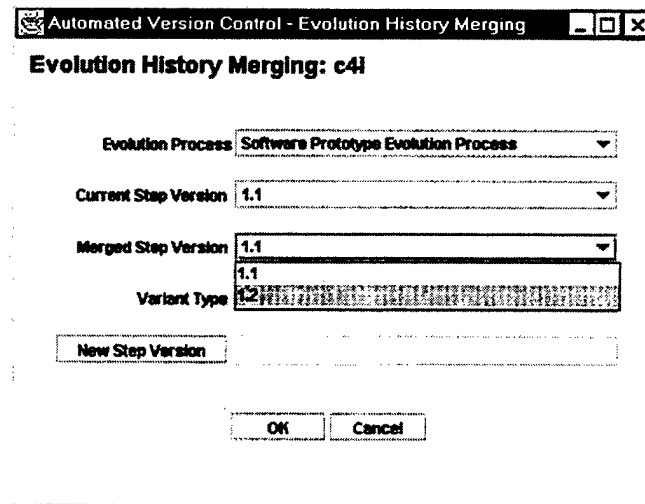 Automated Version Control - Evolution History Merging
Evolution History Merging: c4i
Evolution Process Software Prototype Evolution Process
Current Step Version 1.1
Merged Step Version 1.1
1.1
Variant Type 1.2
New Step Version
OK Cancel